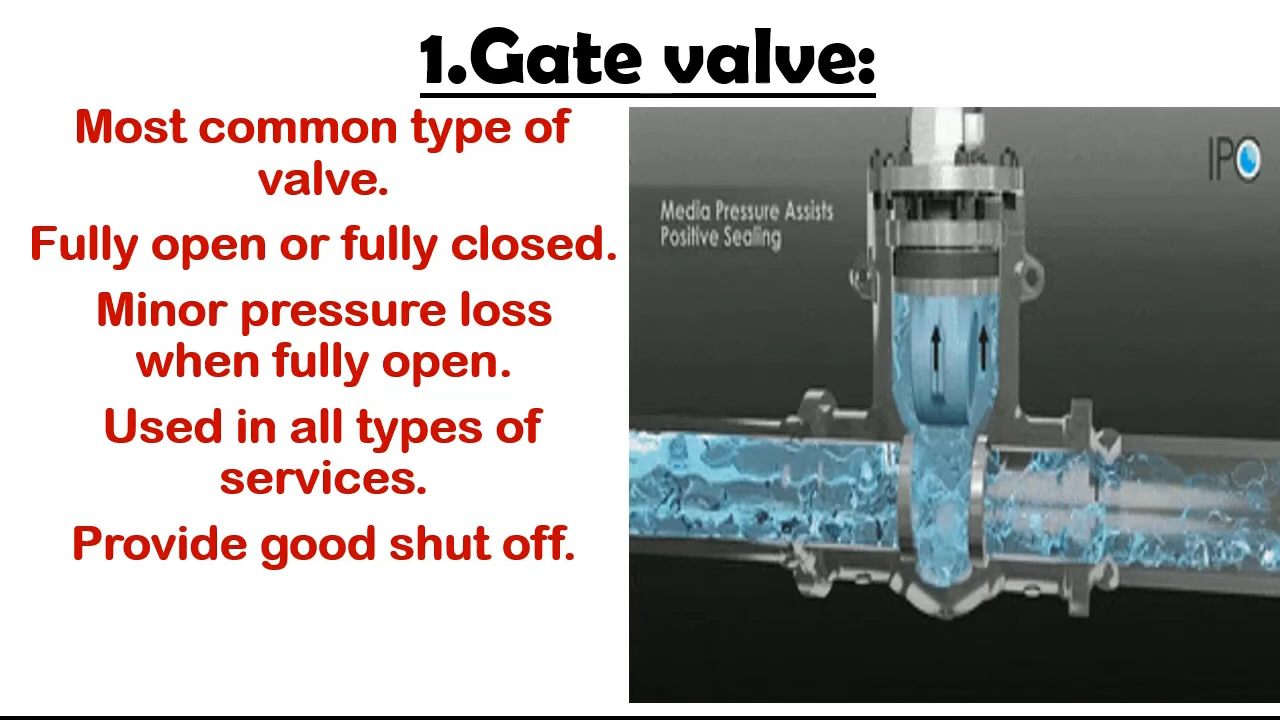 1.Gate valve:
Most common type of
valve.
Fully open or fully closed.
Minor pressure loss
when fully open.
Used in all types of
services.
Provide good shut off.
Media Pressure Assists
Positive Sealing
IPO